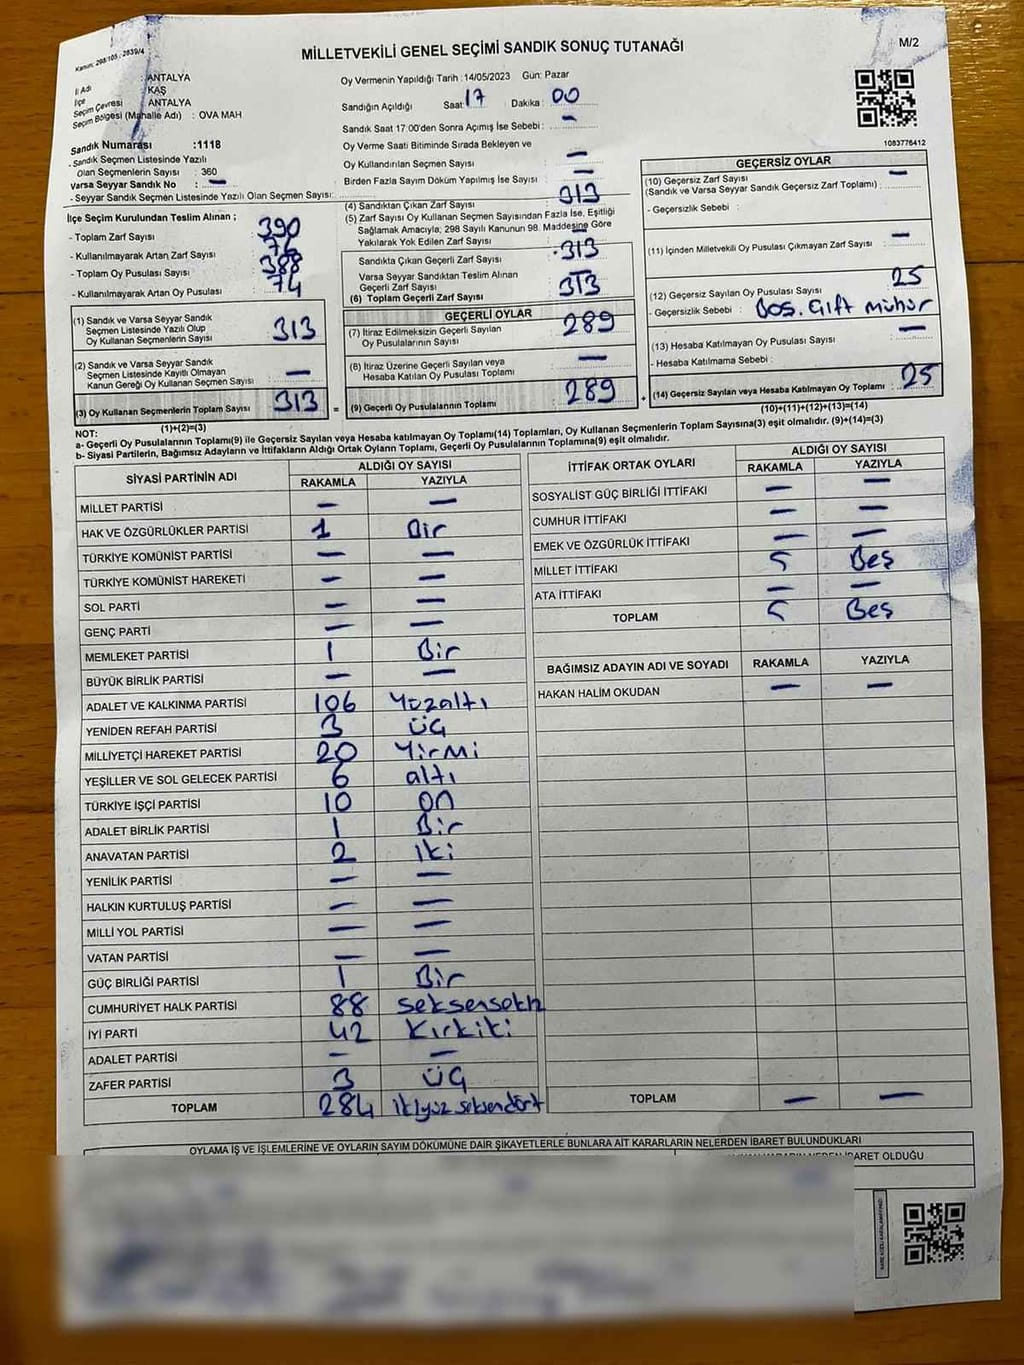 Kanun: 298/105 - 2839/4
MİLLETVEKİLİ GENEL SEÇİMİ SANDIK SONUÇ TUTANAĞI
M/2
İl Adı : ANTALYA
İlçe : KAŞ
Seçim Çevresi : ANTALYA
Seçim Bölgesi (Mahalle Adı) : OVA MAH
Sandık Numarası :1118
- Sandık Seçmen Listesinde Yazılı
Olan Seçmenlerin Sayısı : 360
Varsa Seyyar Sandık No : —
- Seyyar Sandık Seçmen Listesinde Yazılı Olan Seçmen Sayısı:
Oy Vermenin Yapıldığı Tarih :14/05/2023 Gün: Pazar
Sandığın Açıldığı Saat: 17 Dakika : 00
Sandık Saat 17:00'den Sonra Açımış İse Sebebi : —
Oy Verme Saati Bitiminde Sırada Bekleyen ve
Oy Kullandırılan Seçmen Sayısı : —
Birden Fazla Sayım Döküm Yapılmış İse Sayısı : —
1083776412
İlçe Seçim Kurulundan Teslim Alınan ;
- Toplam Zarf Sayısı : 390
- Kullanılmayarak Artan Zarf Sayısı : 76
- Toplam Oy Pusulası Sayısı : 388
- Kullanılmayarak Artan Oy Pusulası : 74
(4) Sandıktan Çıkan Zarf Sayısı : 313
(5) Zarf Sayısı Oy Kullanan Seçmen Sayısından Fazla İse, Eşitliği
Sağlamak Amacıyla; 298 Sayılı Kanunun 98. Maddesine Göre
Yakılarak Yok Edilen Zarf Sayısı : —
Sandıkta Çıkan Geçerli Zarf Sayısı : 313
Varsa Seyyar Sandıktan Teslim Alınan
Geçerli Zarf Sayısı : —
(6) Toplam Geçerli Zarf Sayısı : 313
GEÇERSİZ OYLAR
(10) Geçersiz Zarf Sayısı : —
(Sandık ve Varsa Seyyar Sandık Geçersiz Zarf Toplamı)
- Geçersizlik Sebebi :
(11) İçinden Milletvekili Oy Pusulası Çıkmayan Zarf Sayısı : —
(12) Geçersiz Sayılan Oy Pusulası Sayısı : 25
- Geçersizlik Sebebi : Boş. Çift mühür
(13) Hesaba Katılmayan Oy Pusulası Sayısı : —
- Hesaba Katılmama Sebebi :
(14) Geçersiz Sayılan veya Hesaba Katılmayan Oy Toplamı : 25
(10)+(11)+(12)+(13)=(14)
(1) Sandık ve Varsa Seyyar Sandık
Seçmen Listesinde Yazılı Olup
Oy Kullanan Seçmenlerin Sayısı : 313
(2) Sandık ve Varsa Seyyar Sandık
Seçmen Listesinde Kayıtlı Olmayan
Kanun Gereği Oy Kullanan Seçmen Sayısı : —
(3) Oy Kullanan Seçmenlerin Toplam Sayısı : 313 =
(1)+(2)=(3)
GEÇERLİ OYLAR
(7) İtiraz Edilmeksizin Geçerli Sayılan
Oy Pusulalarının Sayısı : 289
(8) İtiraz Üzerine Geçerli Sayılan veya
Hesaba Katılan Oy Pusulası Toplamı : —
(9) Geçerli Oy Pusulalarının Toplamı : 289 +
NOT:
a- Geçerli Oy Pusulalarının Toplamı(9) ile Geçersiz Sayılan veya Hesaba katılmayan Oy Toplamı(14) Toplamları, Oy Kullanan Seçmenlerin Toplam Sayısına(3) eşit olmalıdır. (9)+(14)=(3)
b- Siyasi Partilerin, Bağımsız Adayların ve İttifakların Aldığı Ortak Oyların Toplamı, Geçerli Oy Pusulalarının Toplamına(9) eşit olmalıdır.
SİYASİ PARTİNİN ADI ALDIĞI OY SAYISI
RAKAMLA YAZIYLA
MİLLET PARTİSİ — —
HAK VE ÖZGÜRLÜKLER PARTİSİ 1 Bir
TÜRKİYE KOMÜNİST PARTİSİ — —
TÜRKİYE KOMÜNİST HAREKETİ — —
SOL PARTİ — —
GENÇ PARTİ — —
MEMLEKET PARTİSİ 1 Bir
BÜYÜK BİRLİK PARTİSİ — —
ADALET VE KALKINMA PARTİSİ 106 Yüzaltı
YENİDEN REFAH PARTİSİ 3 Üç
MİLLİYETÇİ HAREKET PARTİSİ 20 Yirmi
YEŞİLLER VE SOL GELECEK PARTİSİ 6 altı
TÜRKİYE İŞÇİ PARTİSİ 10 on
ADALET BİRLİK PARTİSİ 1 Bir
ANAVATAN PARTİSİ 2 iki
YENİLİK PARTİSİ — —
HALKIN KURTULUŞ PARTİSİ — —
MİLLİ YOL PARTİSİ — —
VATAN PARTİSİ — —
GÜÇ BİRLİĞİ PARTİSİ 1 Bir
CUMHURİYET HALK PARTİSİ 88 seksensekiz
İYİ PARTİ 42 Kırkiki
ADALET PARTİSİ — —
ZAFER PARTİSİ 3 Üç
TOPLAM 284 ikiyüz seksendört
İTTİFAK ORTAK OYLARI ALDIĞI OY SAYISI
RAKAMLA YAZIYLA
SOSYALİST GÜÇ BİRLİĞİ İTTİFAKI — —
CUMHUR İTTİFAKI — —
EMEK VE ÖZGÜRLÜK İTTİFAKI — —
MİLLET İTTİFAKI 5 Beş
ATA İTTİFAKI — —
TOPLAM 5 Beş
BAĞIMSIZ ADAYIN ADI VE SOYADI RAKAMLA YAZIYLA
HAKAN HALİM OKUDAN — —
TOPLAM — —
OYLAMA İŞ VE İŞLEMLERİNE VE OYLARIN SAYIM DÖKÜMÜNE DAİR ŞİKAYETLERLE BUNLARA AİT KARARLARIN NELERDEN İBARET BULUNDUKLARI
İBARET OLDUĞU